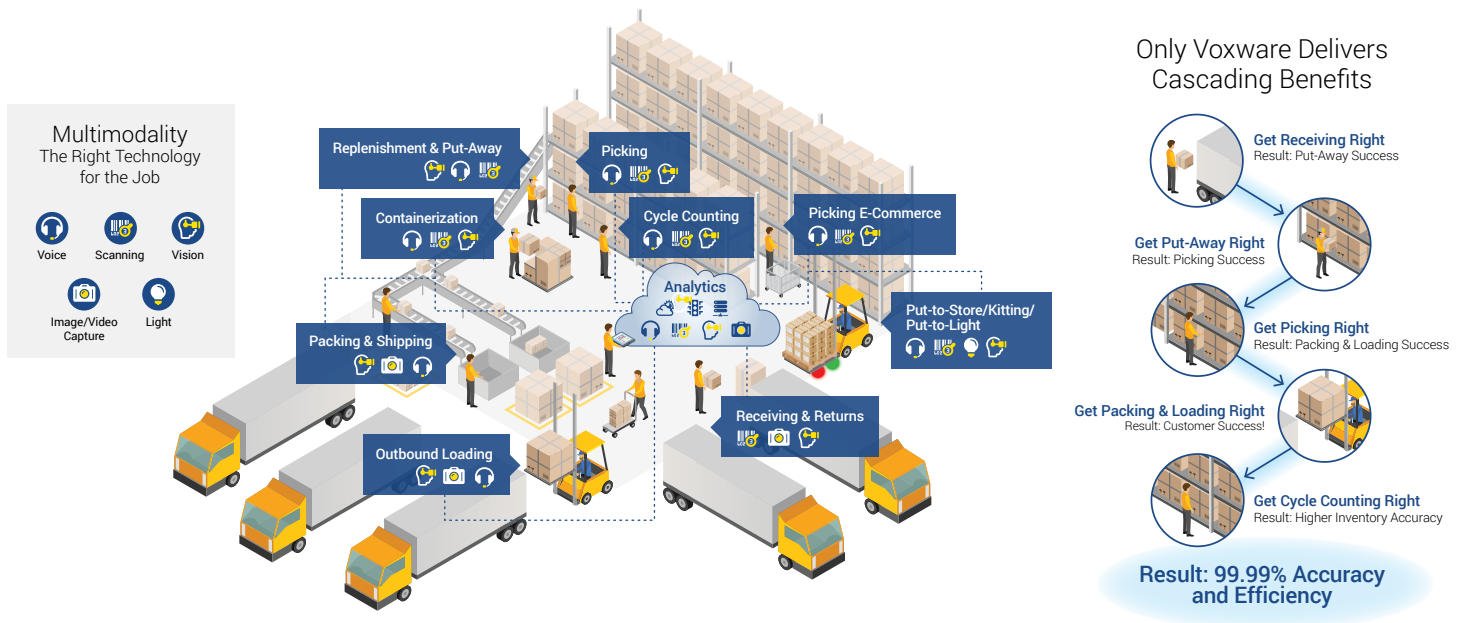 Multimodality
The Right Technology
for the Job
Voice
Scanning
Vision
Image/Video
Capture
Light
Replenishment & Put-Away
Picking
Containerization
Cycle Counting
Picking E-Commerce
Analytics
Put-to-Store/Kitting/
Put-to-Light
Packing & Shipping
Receiving & Returns
Outbound Loading
Only Voxware Delivers
Cascading Benefits
Get Receiving Right
Result: Put-Away Success
Get Put-Away Right
Result: Picking Success
Get Picking Right
Result: Packing & Loading Success
Get Packing & Loading Right
Result: Customer Success!
Get Cycle Counting Right
Result: Higher Inventory Accuracy
Result: 99.99% Accuracy
and Efficiency